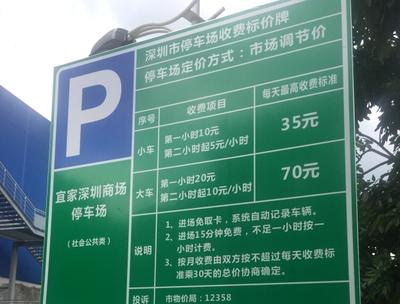 深圳市停车场收费标价牌
停车场定价方式：市场调节价
P
宜家深圳商场
停车场
（社会公共类）
序号 收费项目 每天最高收费标准
小车 第一小时10元 35元
第二小时起5元/小时
大车 第一小时20元 70元
第二小时起10元/小时
说明
1、进场免取卡，系统自动记录车辆。
2、进场15分钟免费，不足一小时按一
小时计费。
3、按月收费由双方按不超过每天收费标
准乘30天的总价协商确定。
投诉 市物价局：12358